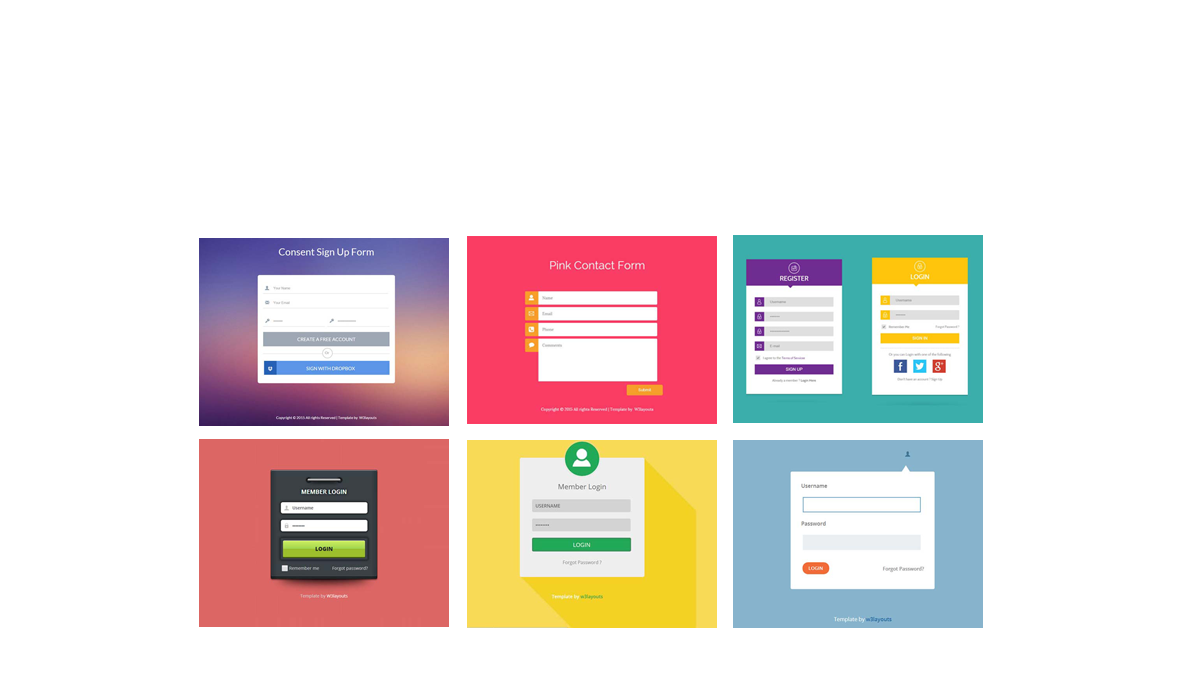 Consent Sign Up Form
Your Name
Your Email
CREATE A FREE ACCOUNT
Or
SIGN WITH DROPBOX
Copyright © 2015 All rights Reserved | Template by W3layouts
Pink Contact Form
Name
Email
Phone
Comments
Submit
Copyright © 2015 All rights Reserved | Template by W3layouts
REGISTER
Username
E-mail
I agree to the Terms of Services
SIGN UP
Already a member ? Login Here
LOGIN
Username
Remember Me
Forgot Password?
SIGN IN
Or you can Login with one of the following
f
g+
Don't have an account ? Sign Up
MEMBER LOGIN
Username
LOGIN
Remember me
Forgot password?
Template by W3layouts
Member Login
USERNAME
LOGIN
Forgot Password ?
Template by w3layouts
Username
Password
LOGIN
Forgot Password?
Template by w3layouts